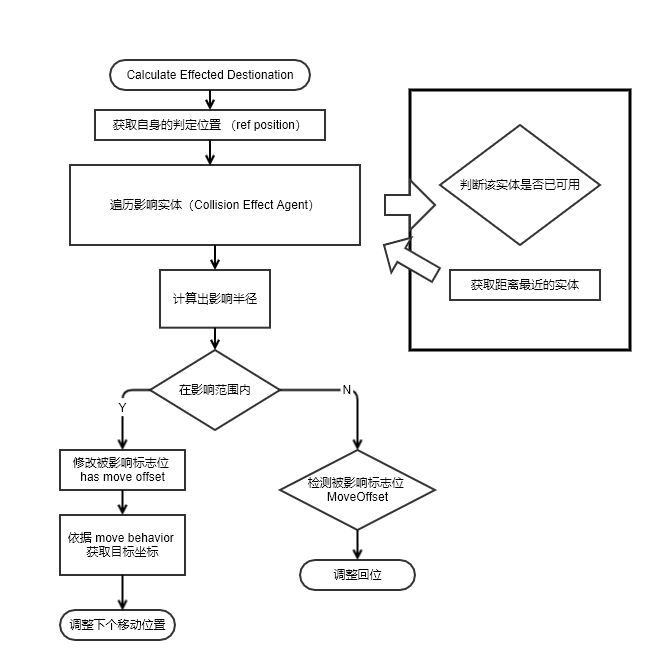 Calculate Effected Destionation
获取自身的判定位置 （ref position）
遍历影响实体（Collision Effect Agent）
判断该实体是否已可用
获取距离最近的实体
计算出影响半径
在影响范围内
Y
N
修改被影响标志位
has move offset
检测被影响标志位
MoveOffset
依据 move behavior
获取目标坐标
调整回位
调整下个移动位置